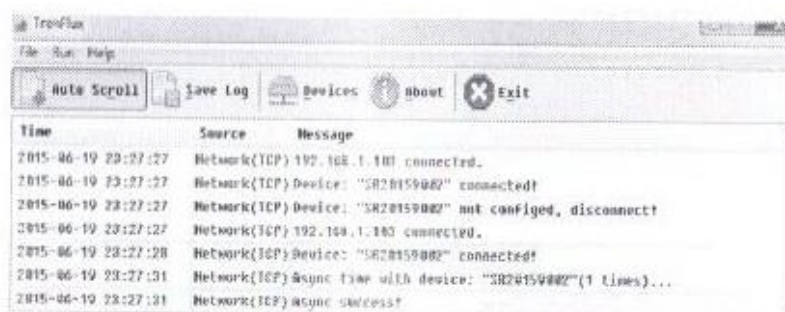 TronFlux
File Run Help
Auto Scroll Save Log Devices About Exit
Time Source Message
2015-06-19 23:27:27 Network(TCP) 192.168.1.103 connected.
2015-06-19 23:27:27 Network(TCP) Device: "SR20159002" connected!
2015-06-19 23:27:27 Network(TCP) Device: "SR20159002" not configed, disconnect!
2015-06-19 23:27:27 Network(TCP) 192.168.1.103 connected.
2015-06-19 23:27:28 Network(TCP) Device: "SR20159002" connected!
2015-06-19 23:27:31 Network(TCP) Async time with device: "SR20159002"(1 times)...
2015-06-19 23:27:31 Network(TCP) Async success!